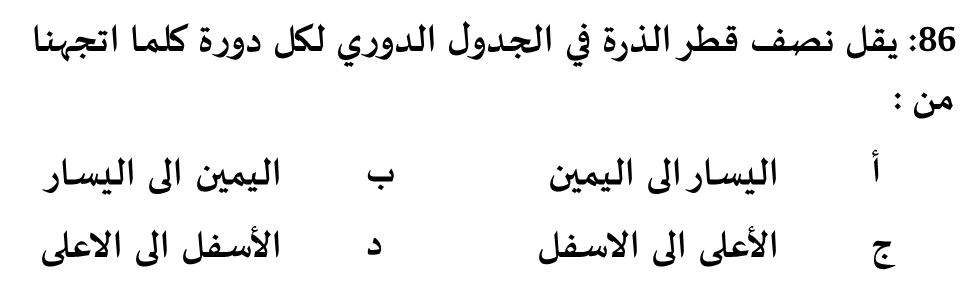 86: يقل نصف قطر الذرة في الجدول الدوري لكل دورة كلما اتجهنا
من :
أ اليسار الى اليمين ب اليمين الى اليسار
ج الأعلى الى الاسفل د الأسفل الى الاعلى